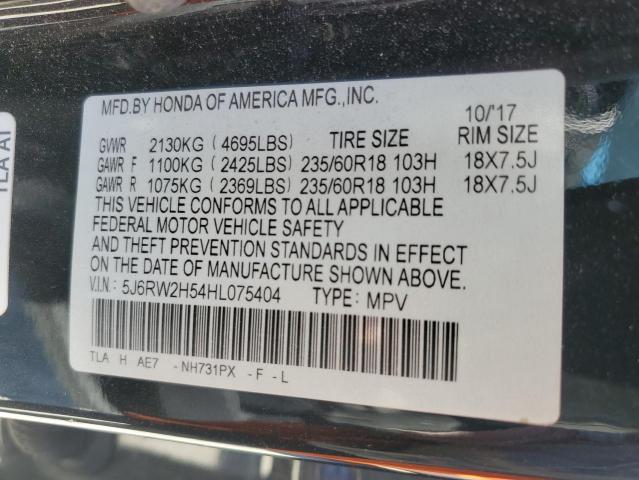 MFD.BY HONDA OF AMERICA MFG.,INC.
10/'17
GVWR 2130KG (4695LBS) TIRE SIZE RIM SIZE
GAWR F 1100KG (2425LBS) 235/60R18 103H 18X7.5J
GAWR R 1075KG (2369LBS) 235/60R18 103H 18X7.5J
THIS VEHICLE CONFORMS TO ALL APPLICABLE
FEDERAL MOTOR VEHICLE SAFETY
AND THEFT PREVENTION STANDARDS IN EFFECT
ON THE DATE OF MANUFACTURE SHOWN ABOVE.
V.I.N.: 5J6RW2H54HL075404 TYPE: MPV
TLA H AE7 -NH731PX -F -L
TLA A1